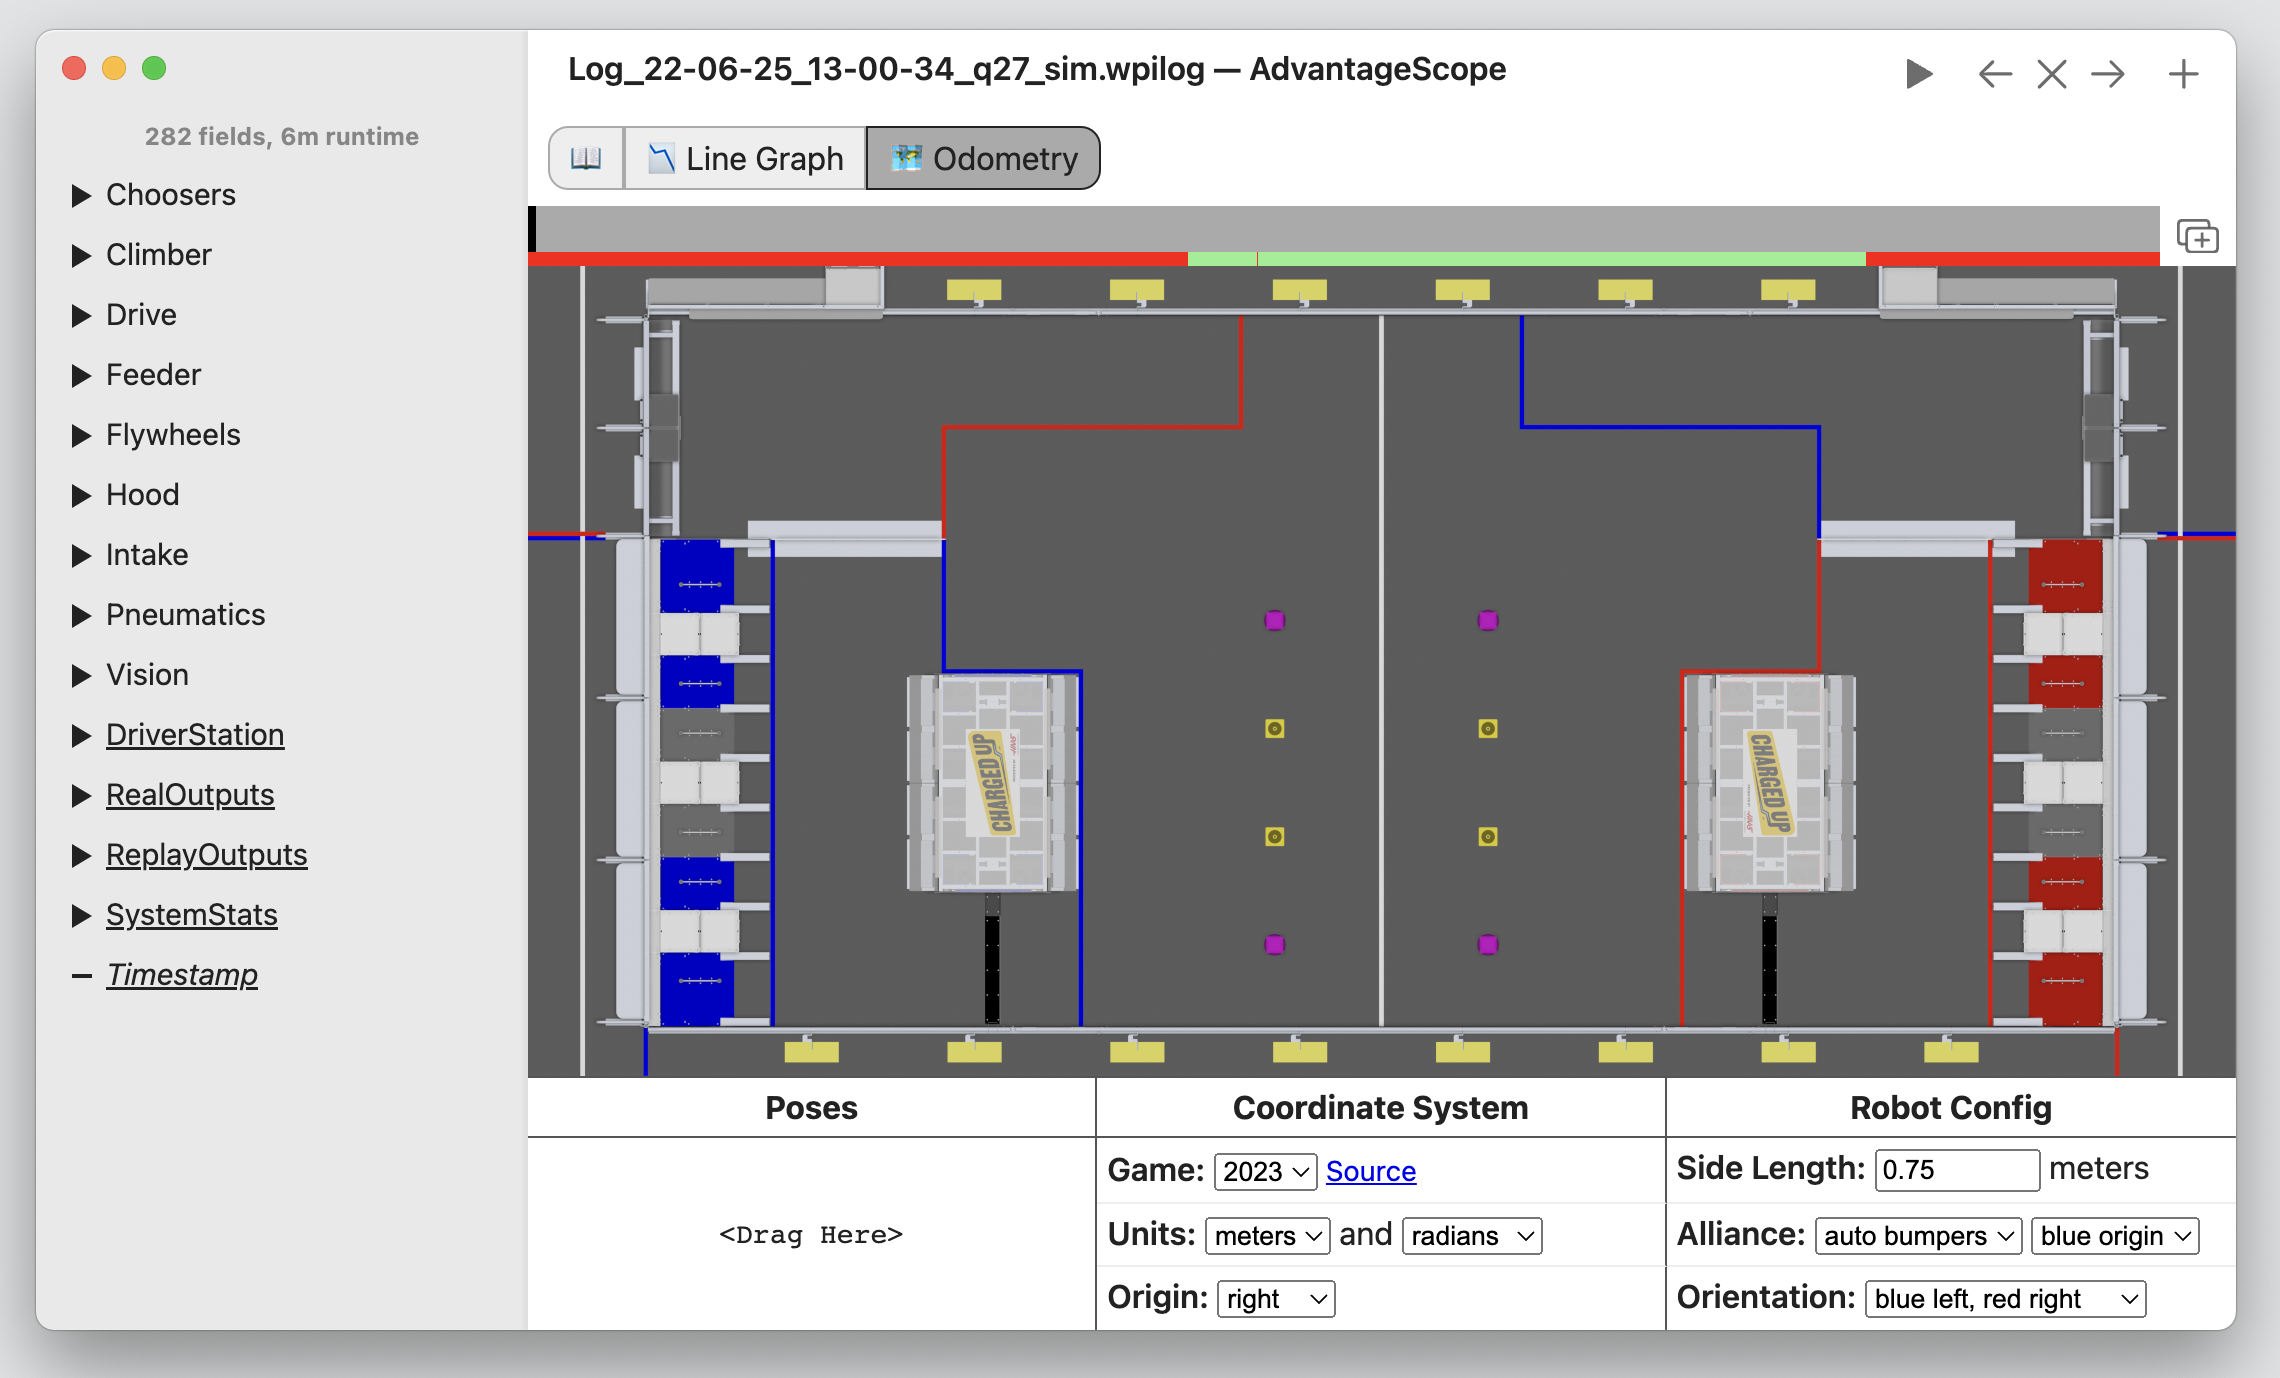 Log_22-06-25_13-00-34_q27_sim.wpilog — AdvantageScope
282 fields, 6m runtime
Choosers
Climber
Drive
Feeder
Flywheels
Hood
Intake
Pneumatics
Vision
DriverStation
RealOutputs
ReplayOutputs
SystemStats
Timestamp
Line Graph
Odometry
CHARGED UP
CHARGED UP
Poses
<Drag Here>
Coordinate System
Game: 2023 Source
Units: meters and radians
Origin: right
Robot Config
Side Length: 0.75 meters
Alliance: auto bumpers blue origin
Orientation: blue left, red right